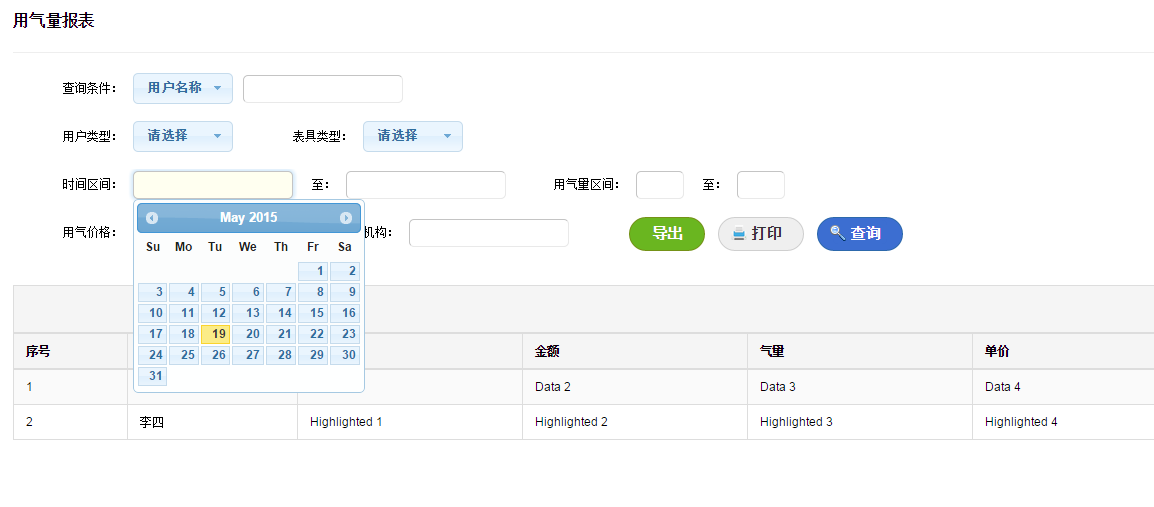 用气量报表
查询条件： 用户名称
用户类型： 请选择 表具类型： 请选择
时间区间： 至： 用气量区间： 至：
用气价格： 机构： 导出 打印 查询
May 2015
Su Mo Tu We Th Fr Sa
1 2
3 4 5 6 7 8 9
10 11 12 13 14 15 16
17 18 19 20 21 22 23
24 25 26 27 28 29 30
31
序号 金额 气量 单价
1 Data 2 Data 3 Data 4
2 李四 Highlighted 1 Highlighted 2 Highlighted 3 Highlighted 4